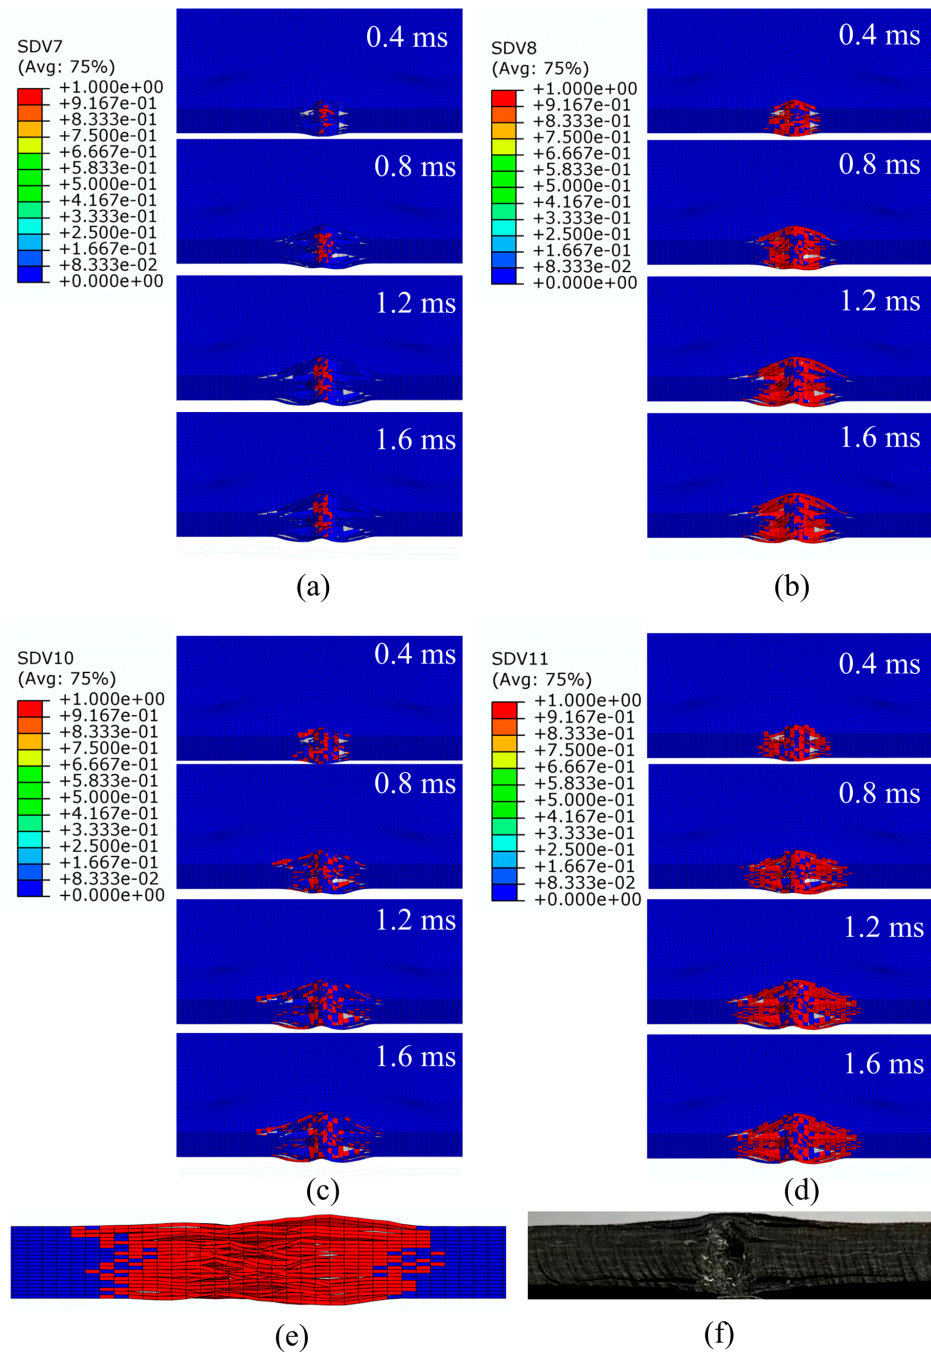 SDV7
(Avg: 75%)
+1.000e+00
+9.167e-01
+8.333e-01
+7.500e-01
+6.667e-01
+5.833e-01
+5.000e-01
+4.167e-01
+3.333e-01
+2.500e-01
+1.667e-01
+8.333e-02
+0.000e+00
0.4 ms
0.8 ms
1.2 ms
1.6 ms
(a)
SDV8
(Avg: 75%)
+1.000e+00
+9.167e-01
+8.333e-01
+7.500e-01
+6.667e-01
+5.833e-01
+5.000e-01
+4.167e-01
+3.333e-01
+2.500e-01
+1.667e-01
+8.333e-02
+0.000e+00
0.4 ms
0.8 ms
1.2 ms
1.6 ms
(b)
SDV10
(Avg: 75%)
+1.000e+00
+9.167e-01
+8.333e-01
+7.500e-01
+6.667e-01
+5.833e-01
+5.000e-01
+4.167e-01
+3.333e-01
+2.500e-01
+1.667e-01
+8.333e-02
+0.000e+00
0.4 ms
0.8 ms
1.2 ms
1.6 ms
(c)
SDV11
(Avg: 75%)
+1.000e+00
+9.167e-01
+8.333e-01
+7.500e-01
+6.667e-01
+5.833e-01
+5.000e-01
+4.167e-01
+3.333e-01
+2.500e-01
+1.667e-01
+8.333e-02
+0.000e+00
0.4 ms
0.8 ms
1.2 ms
1.6 ms
(d)
(e)
(f)